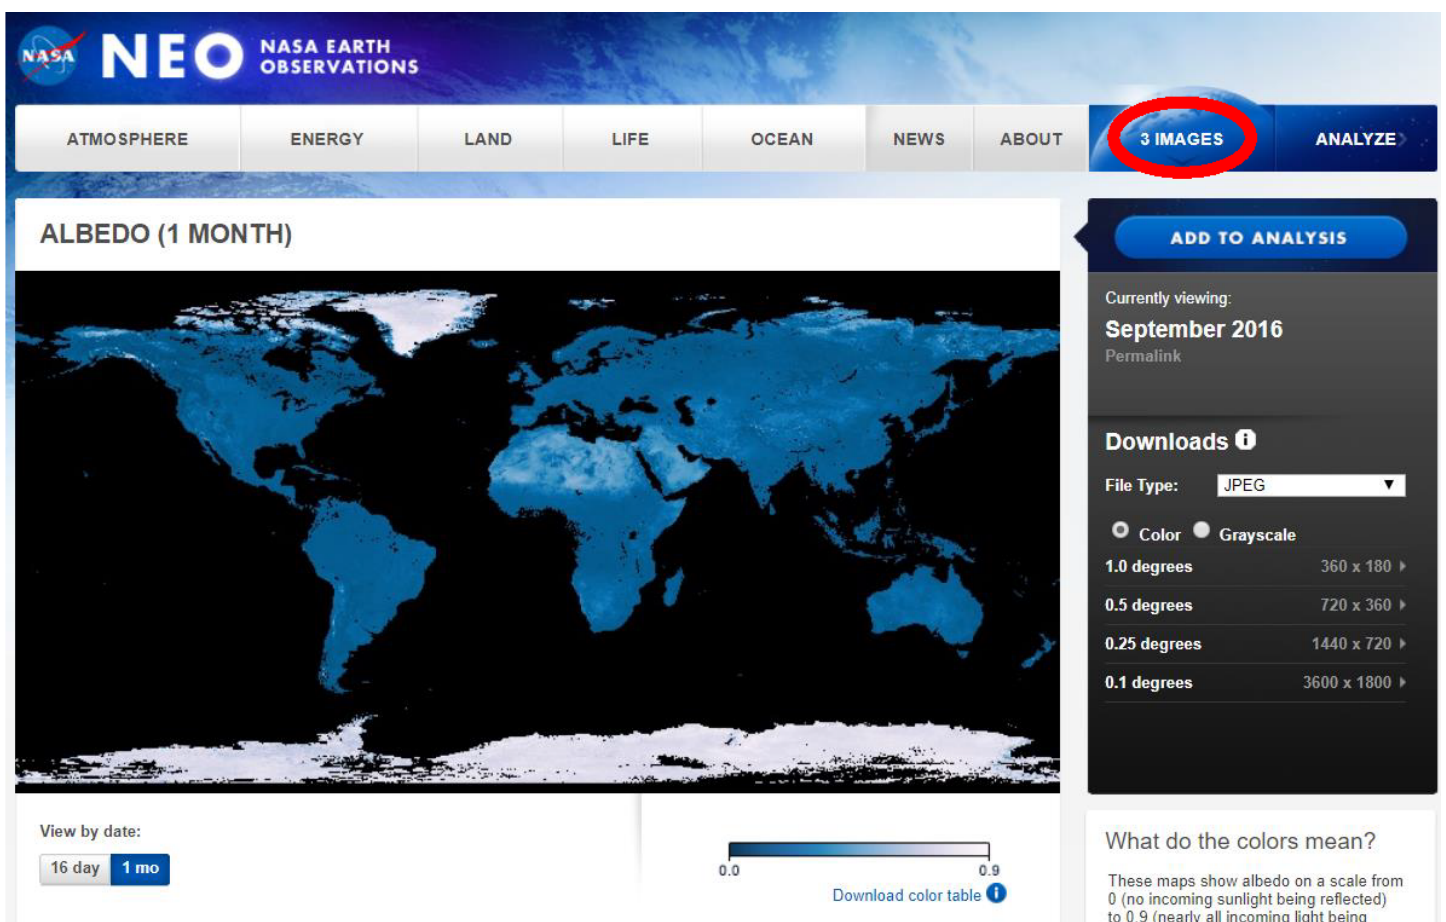 NASA
NEO
NASA EARTH
OBSERVATIONS
ATMOSPHERE
ENERGY
LAND
LIFE
OCEAN
NEWS
ABOUT
3 IMAGES
ANALYZE
ALBEDO (1 MONTH)
ADD TO ANALYSIS
Currently viewing:
September 2016
Permalink
Downloads i
File Type: JPEG
Color Grayscale
1.0 degrees 360 x 180
0.5 degrees 720 x 360
0.25 degrees 1440 x 720
0.1 degrees 3600 x 1800
View by date:
16 day 1 mo
0.0 0.9
Download color table i
What do the colors mean?
These maps show albedo on a scale from
0 (no incoming sunlight being reflected)
to 0.9 (nearly all incoming light being